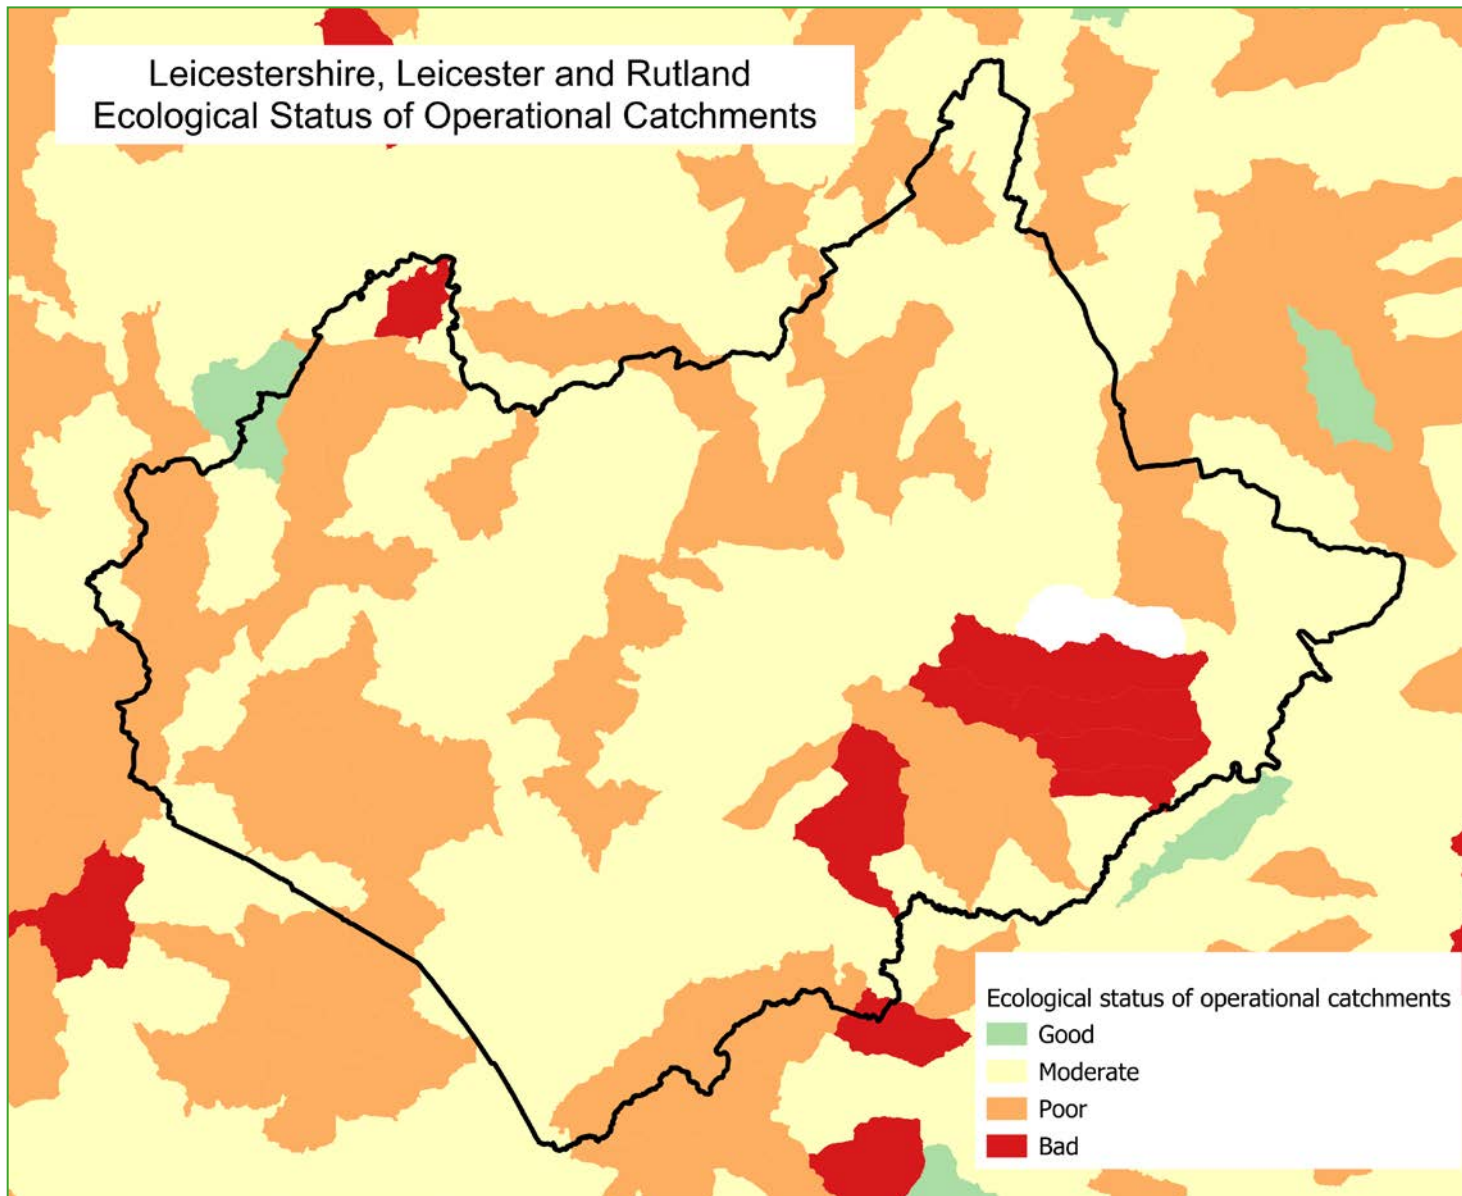 Leicestershire, Leicester and Rutland
Ecological Status of Operational Catchments
Ecological status of operational catchments
Good
Moderate
Poor
Bad